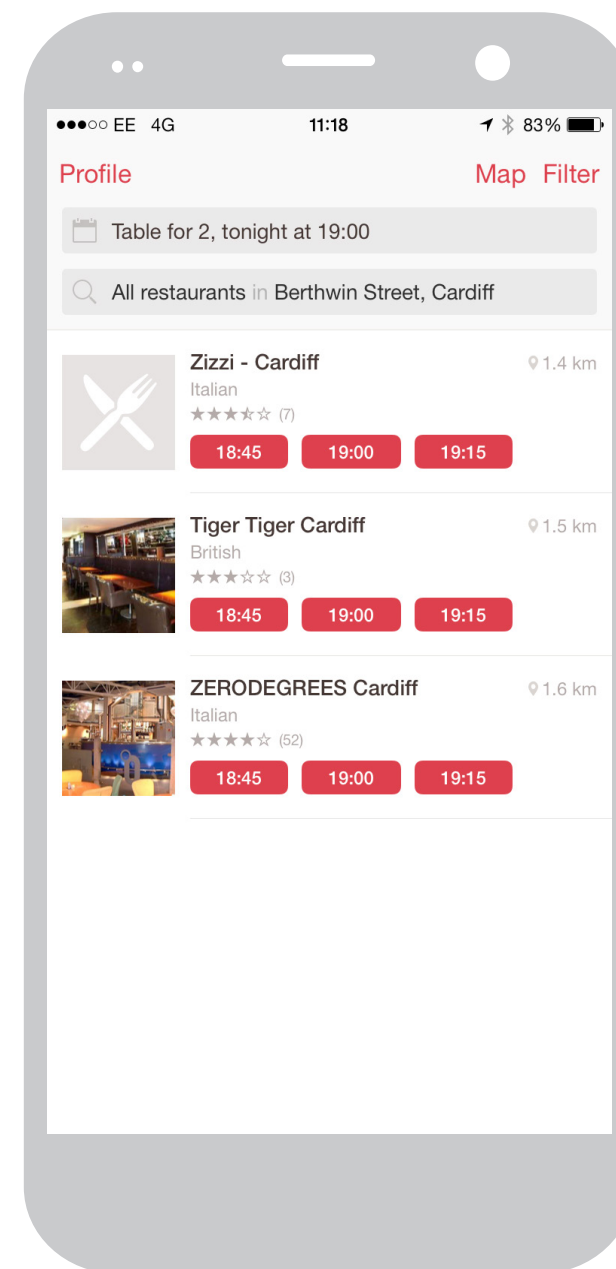 EE 4G 11:18 83%
Profile Map Filter
Table for 2, tonight at 19:00
All restaurants in Berthwin Street, Cardiff
Zizzi - Cardiff 1.4 km
Italian
(7)
18:45 19:00 19:15
Tiger Tiger Cardiff 1.5 km
British
(3)
18:45 19:00 19:15
ZERODEGREES Cardiff 1.6 km
Italian
(52)
18:45 19:00 19:15